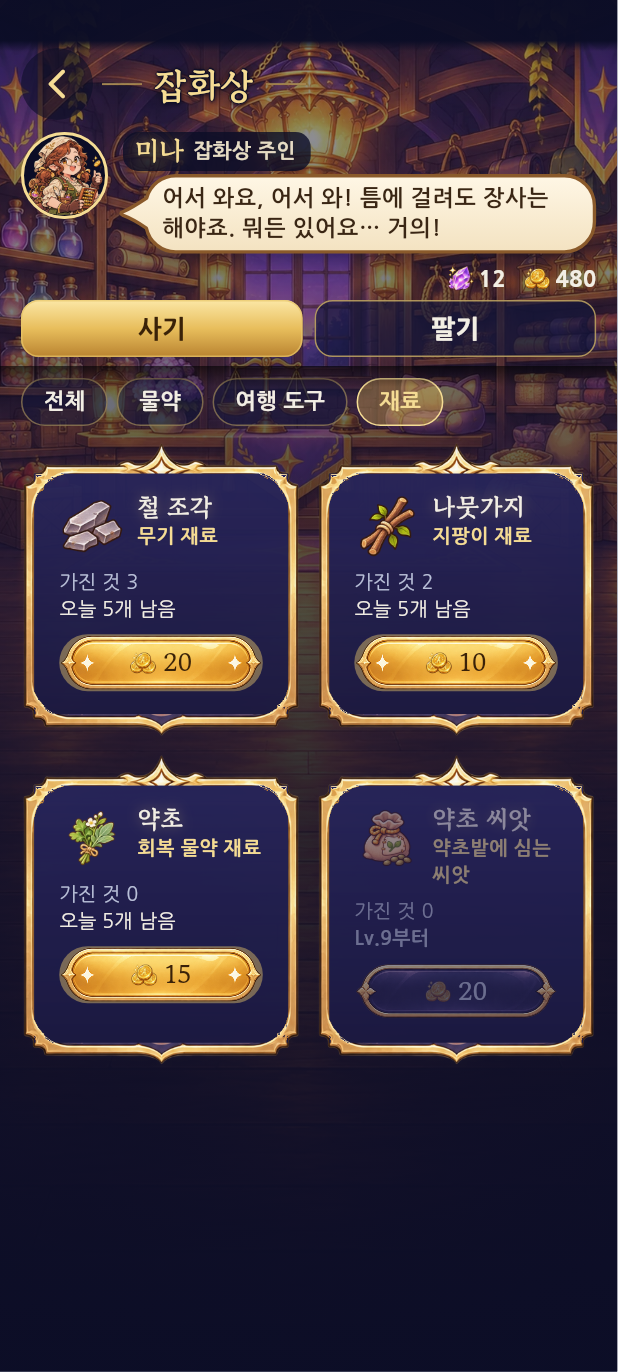 잡화상
미나 잡화상 주인
어서 와요, 어서 와! 틈에 걸려도 장사는
해야죠. 뭐든 있어요… 거의!
12 480
사기 팔기
전체 물약 여행 도구 재료
철 조각
무기 재료
가진 것 3
오늘 5개 남음
20
나뭇가지
지팡이 재료
가진 것 2
오늘 5개 남음
10
약초
회복 물약 재료
가진 것 0
오늘 5개 남음
15
약초 씨앗
약초밭에 심는
씨앗
가진 것 0
Lv.9부터
20